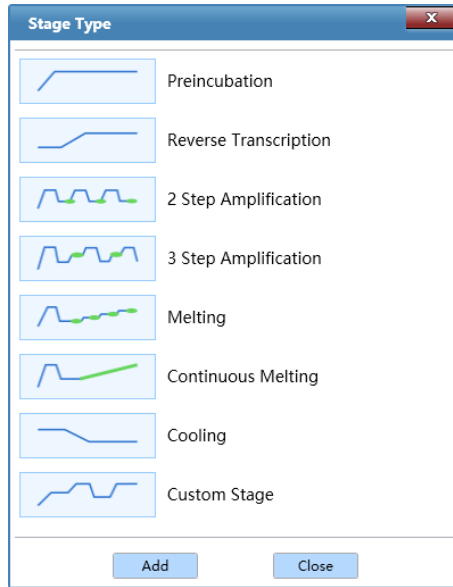 Stage Type
X
Preincubation
Reverse Transcription
2 Step Amplification
3 Step Amplification
Melting
Continuous Melting
Cooling
Custom Stage
Add
Close